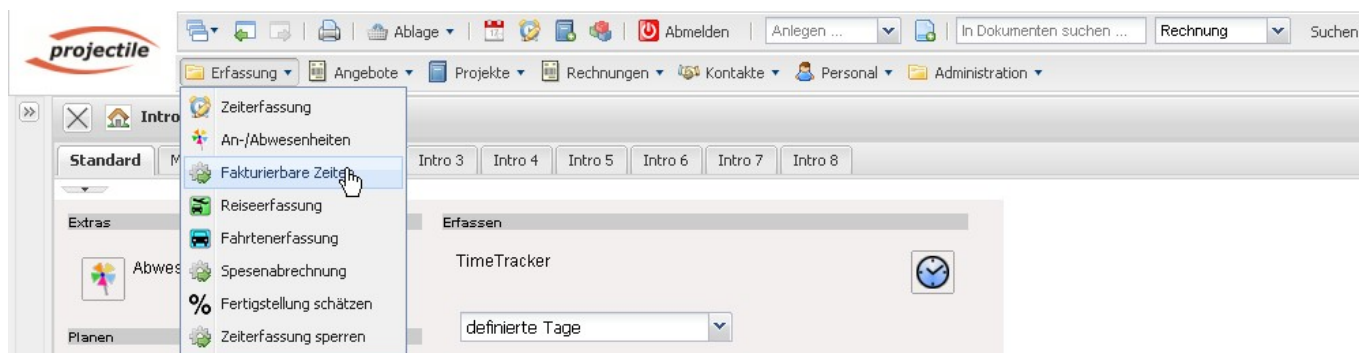 projectile
Ablage
17
Abmelden
Anlegen ...
In Dokumenten suchen ...
Rechnung
Suchen
Erfassung
Angebote
Projekte
Rechnungen
Kontakte
Personal
Administration
Intro
Standard
M
Intro 3
Intro 4
Intro 5
Intro 6
Intro 7
Intro 8
Zeiterfassung
An-/Abwesenheiten
Fakturierbare Zeiten
Reiseerfassung
Fahrtenerfassung
Spesenabrechnung
% Fertigstellung schätzen
Zeiterfassung sperren
Extras
Abwes
Planen
Erfassen
TimeTracker
definierte Tage